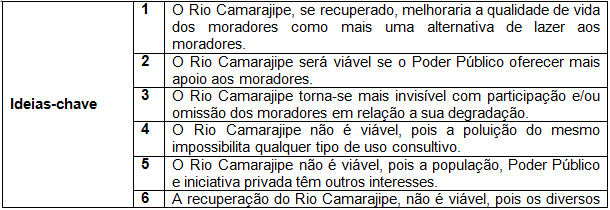 1 O Rio Camarajipe, se recuperado, melhoraria a qualidade de vida
dos moradores como mais uma alternativa de lazer aos
moradores.
2 O Rio Camarajipe será viável se o Poder Público oferecer mais
apoio aos moradores.
Ideias-chave
3 O Rio Camarajipe torna-se mais invisível com participação e/ou
omissão dos moradores em relação a sua degradação.
4 O Rio Camarajipe não é viável, pois a poluição do mesmo
impossibilita qualquer tipo de uso consultivo.
5 O Rio Camarajipe não é viável, pois a população, Poder Público
e iniciativa privada têm outros interesses.
6 A recuperação do Rio Camarajipe, não é viável, pois os diversos